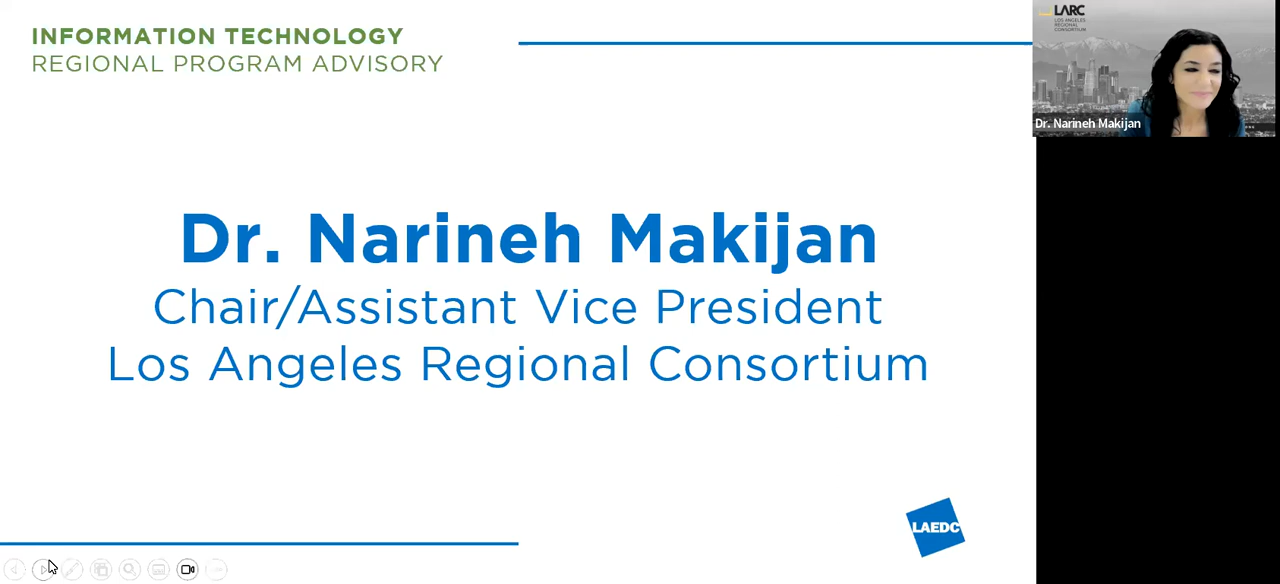 INFORMATION TECHNOLOGY
REGIONAL PROGRAM ADVISORY
LARC
LOS ANGELES
REGIONAL
CONSORTIUM
Dr. Narineh Makijan
Dr. Narineh Makijan
Chair/Assistant Vice President
Los Angeles Regional Consortium
LAEDC